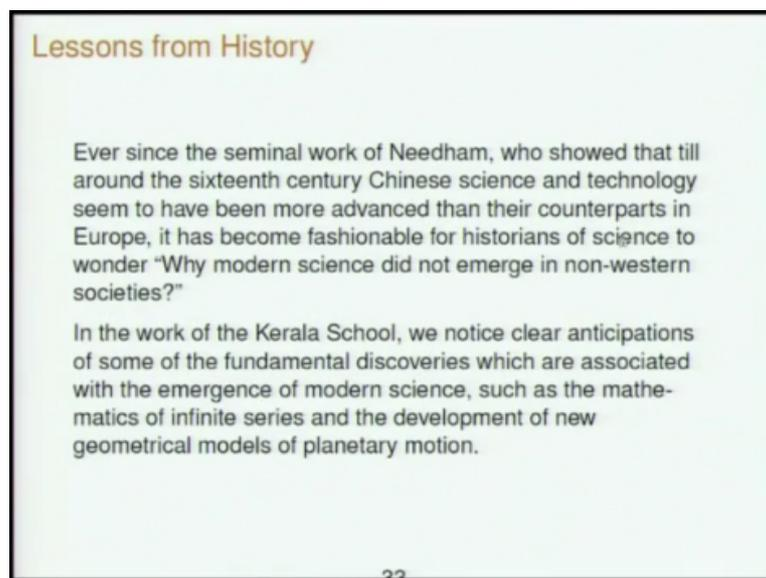 Lessons from History
Ever since the seminal work of Needham, who showed that till
around the sixteenth century Chinese science and technology
seem to have been more advanced than their counterparts in
Europe, it has become fashionable for historians of science to
wonder “Why modern science did not emerge in non-western
societies?”
In the work of the Kerala School, we notice clear anticipations
of some of the fundamental discoveries which are associated
with the emergence of modern science, such as the mathe-
matics of infinite series and the development of new
geometrical models of planetary motion.